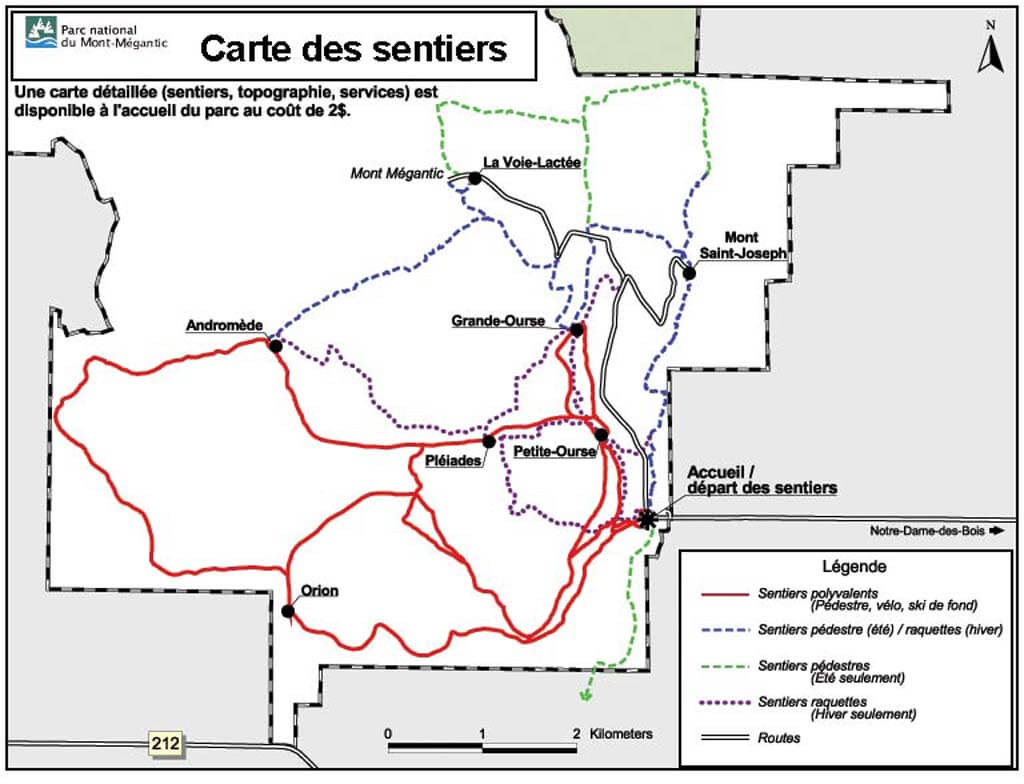 Parc national
du Mont-Mégantic
Carte des sentiers
Une carte détaillée (sentiers, topographie, services) est
disponible à l'accueil du parc au coût de 2$.
N
La Voie-Lactée
Mont Mégantic
Mont
Saint-Joseph
Andromède
Grande-Ourse
Pléiades
Petite-Ourse
Accueil /
départ des sentiers
Notre-Dame-des-Bois
Orion
Légende
Sentiers polyvalents
(Pédestre, vélo, ski de fond)
Sentiers pédestre (été) / raquettes (hiver)
Sentiers pédestres
(Été seulement)
Sentiers raquettes
(Hiver seulement)
Routes
0 1 2 Kilometers
212